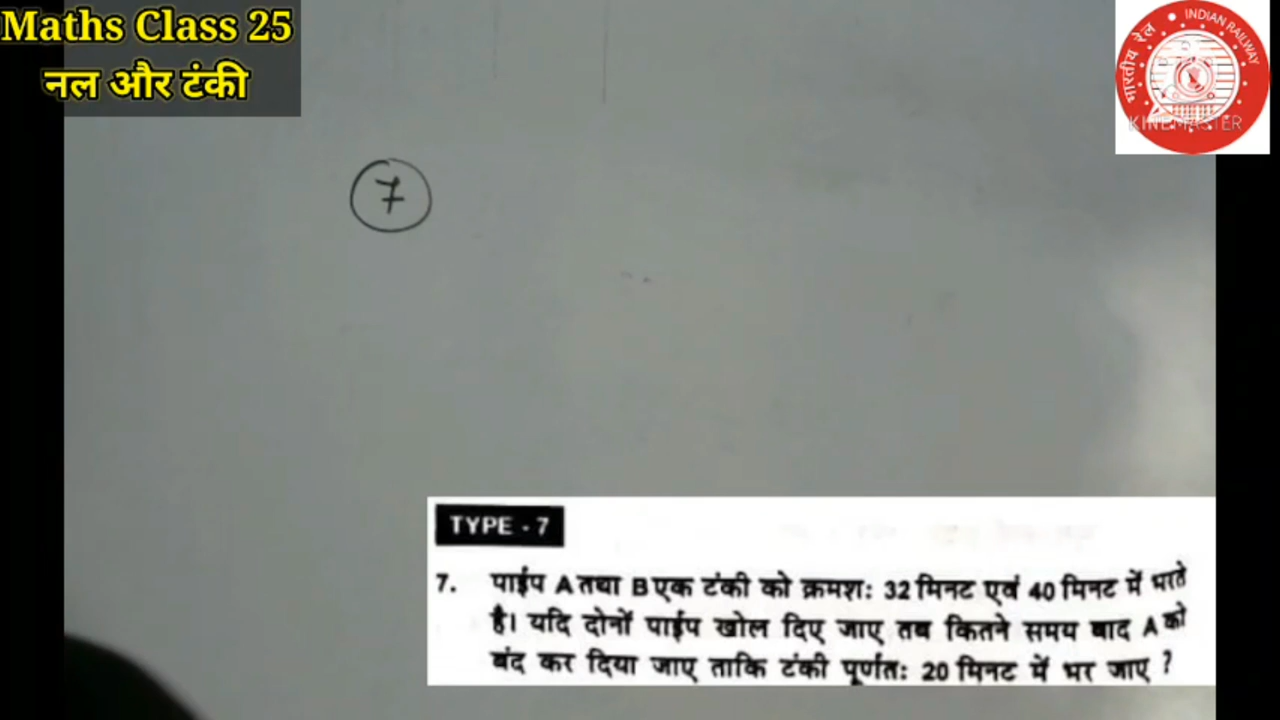 Maths Class 25
नल और टंकी
भारतीय रेल
INDIAN RAILWAY
KINEMASTER
7
TYPE - 7
7. पाईप A तथा B एक टंकी को क्रमश: 32 मिनट एवं 40 मिनट में भरते
है। यदि दोनों पाईप खोल दिए जाए तब कितने समय बाद A को
बंद कर दिया जाए ताकि टंकी पूर्णत: 20 मिनट में भर जाए ?